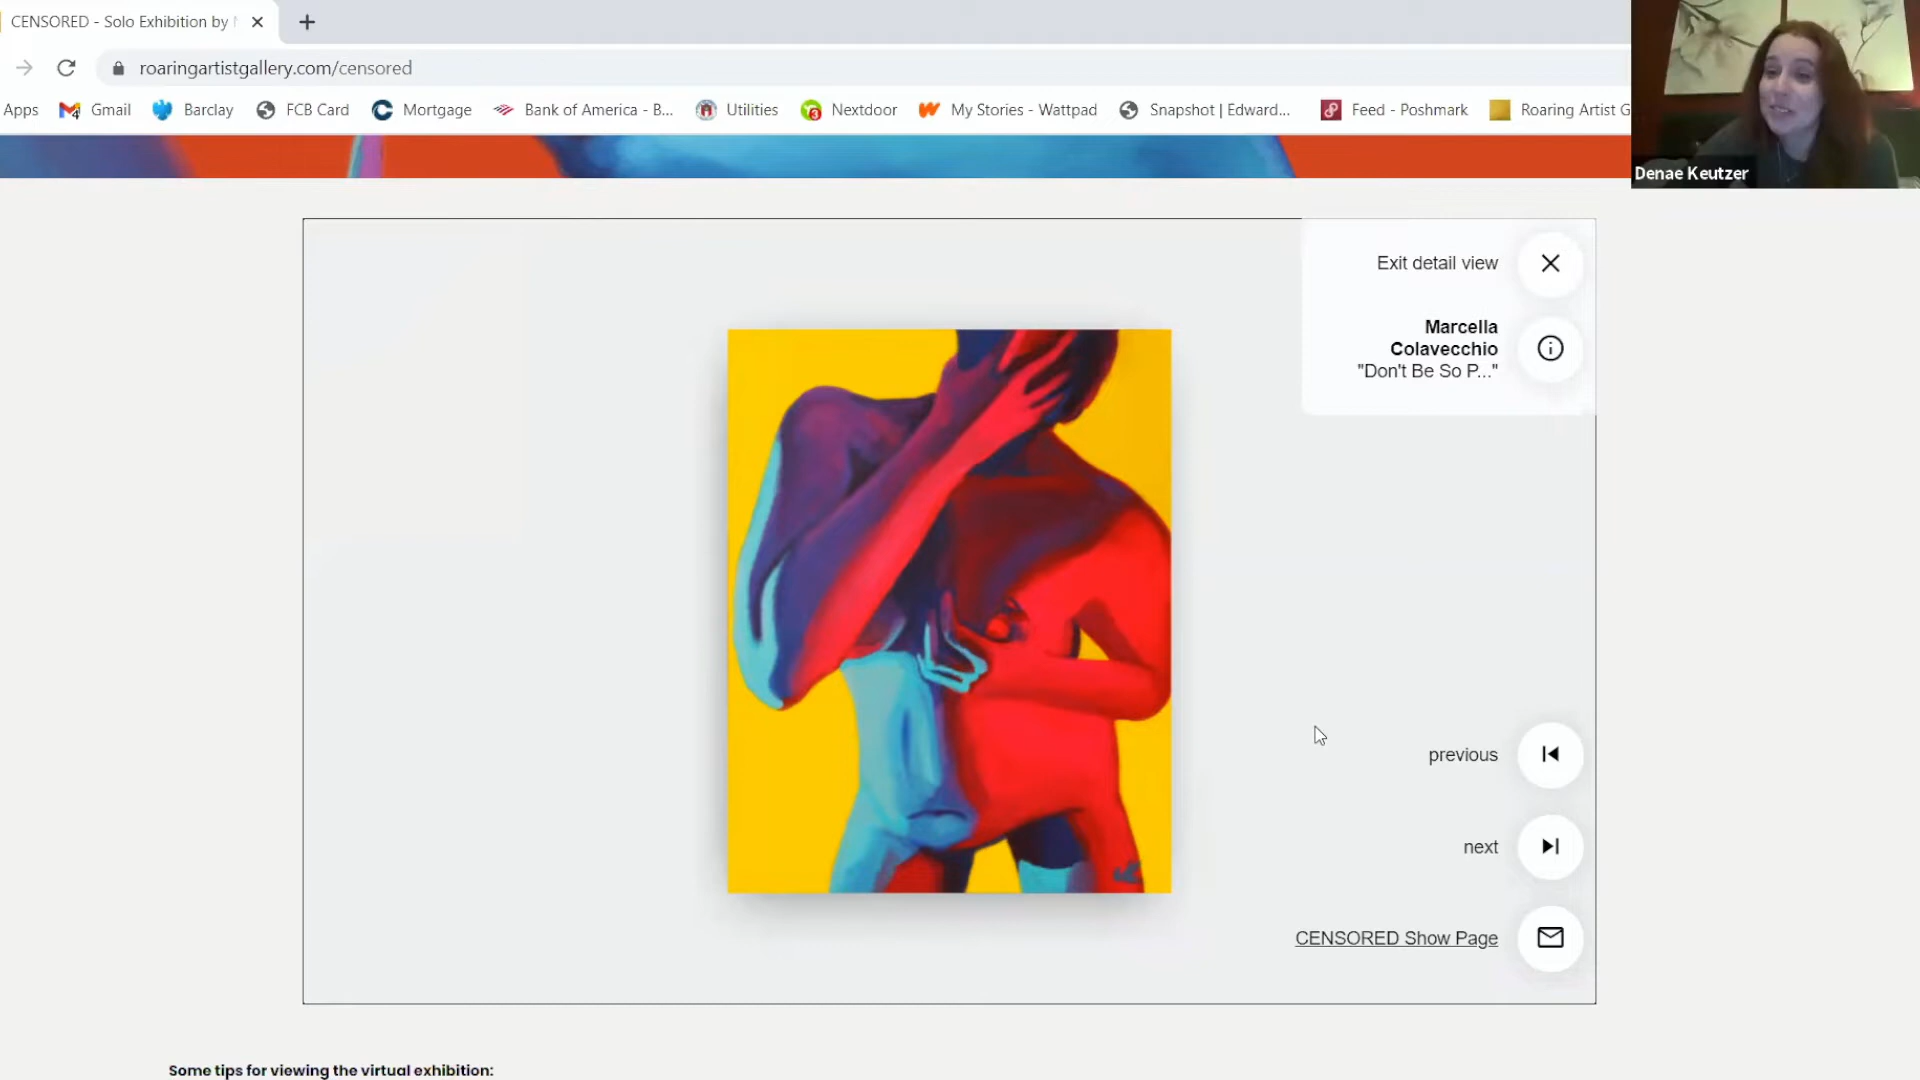 CENSORED - Solo Exhibition by
roaringartistgallery.com/censored
Apps Gmail Barclay FCB Card Mortgage Bank of America - B... Utilities 3 Nextdoor My Stories - Wattpad Snapshot | Edward... Feed - Poshmark Roaring Artist G
Denae Keutzer
Exit detail view
Marcella
Colavecchio
"Don't Be So P..."
previous
next
CENSORED Show Page
Some tips for viewing the virtual exhibition: